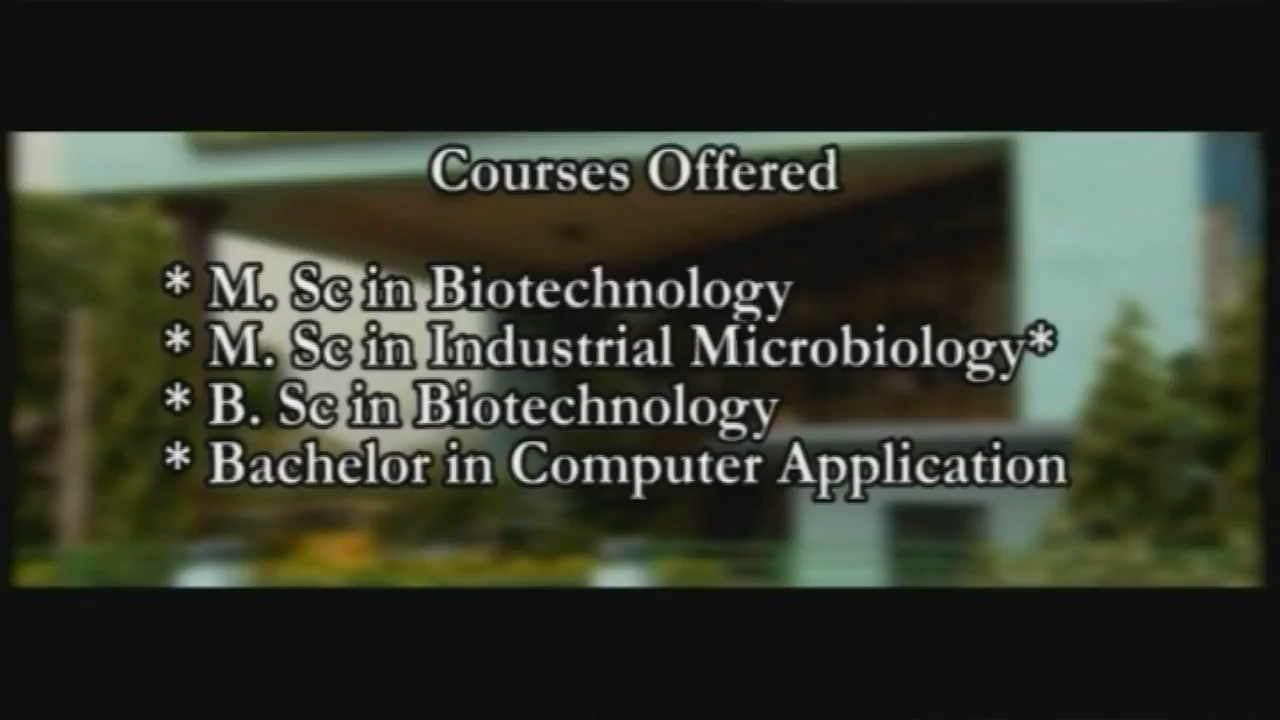 Courses Offered
* M. Sc in Biotechnology
* M. Sc in Industrial Microbiology*
* B. Sc in Biotechnology
* Bachelor in Computer Application